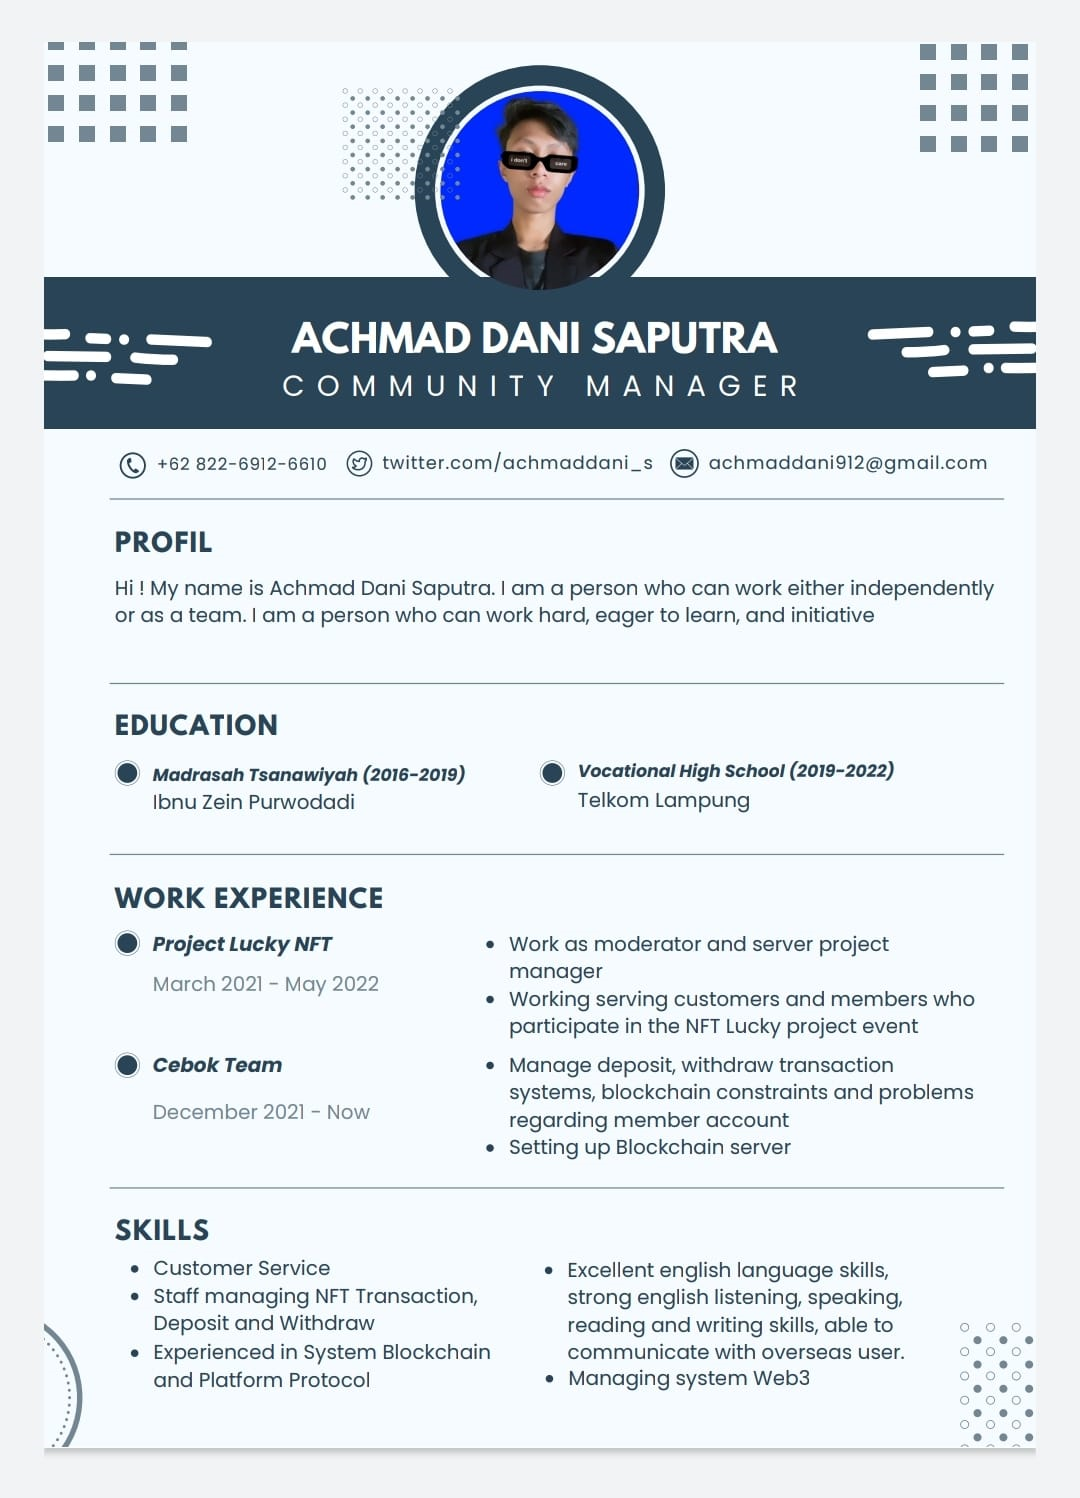 i don't care
ACHMAD DANI SAPUTRA
COMMUNITY MANAGER
+62 822-6912-6610 twitter.com/achmaddani_s achmaddani912@gmail.com
PROFIL
Hi ! My name is Achmad Dani Saputra. I am a person who can work either independently
or as a team. I am a person who can work hard, eager to learn, and initiative
EDUCATION
Madrasah Tsanawiyah (2016-2019)
Ibnu Zein Purwodadi
Vocational High School (2019-2022)
Telkom Lampung
WORK EXPERIENCE
Project Lucky NFT
March 2021 - May 2022
• Work as moderator and server project
manager
• Working serving customers and members who
participate in the NFT Lucky project event
Cebok Team
December 2021 - Now
• Manage deposit, withdraw transaction
systems, blockchain constraints and problems
regarding member account
• Setting up Blockchain server
SKILLS
• Customer Service
• Staff managing NFT Transaction,
Deposit and Withdraw
• Experienced in System Blockchain
and Platform Protocol
• Excellent english language skills,
strong english listening, speaking,
reading and writing skills, able to
communicate with overseas user.
• Managing system Web3